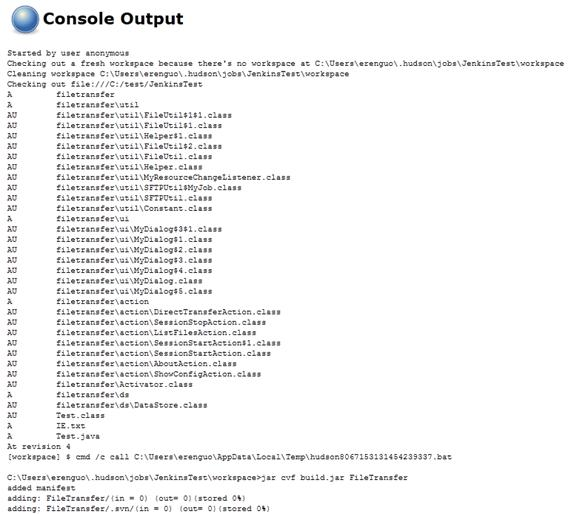 Console Output
Started by user anonymous
Checking out a fresh workspace because there's no workspace at C:\Users\erenguo\.hudson\jobs\JenkinsTest\workspace
Cleaning workspace C:\Users\erenguo\.hudson\jobs\JenkinsTest\workspace
Checking out file:///C:/test/JenkinsTest
A filetransfer
A filetransfer\util
AU filetransfer\util\FileUtil$1$1.class
AU filetransfer\util\FileUtil$1.class
AU filetransfer\util\Helper$1.class
AU filetransfer\util\FileUtil$2.class
AU filetransfer\util\FileUtil.class
AU filetransfer\util\Helper.class
AU filetransfer\util\MyResourceChangeListener.class
AU filetransfer\util\SFTPUtil$MyJob.class
AU filetransfer\util\SFTPUtil.class
AU filetransfer\util\Constant.class
A filetransfer\ui
AU filetransfer\ui\MyDialog$3$1.class
AU filetransfer\ui\MyDialog$1.class
AU filetransfer\ui\MyDialog$2.class
AU filetransfer\ui\MyDialog$3.class
AU filetransfer\ui\MyDialog$4.class
AU filetransfer\ui\MyDialog.class
AU filetransfer\ui\MyDialog$5.class
A filetransfer\action
AU filetransfer\action\DirectTransferAction.class
AU filetransfer\action\SessionStopAction.class
AU filetransfer\action\ListFilesAction.class
AU filetransfer\action\SessionStartAction$1.class
AU filetransfer\action\SessionStartAction.class
AU filetransfer\action\AboutAction.class
AU filetransfer\action\ShowConfigAction.class
AU filetransfer\Activator.class
A filetransfer\ds
AU filetransfer\ds\DataStore.class
AU Test.class
A IE.txt
A Test.java
At revision 4
[workspace] $ cmd /c call C:\Users\erenguo\AppData\Local\Temp\hudson8067153131454239337.bat
C:\Users\erenguo\.hudson\jobs\JenkinsTest\workspace>jar cvf build.jar FileTransfer
added manifest
adding: FileTransfer/(in = 0) (out= 0)(stored 0%)
adding: FileTransfer/.svn/(in = 0) (out= 0)(stored 0%)